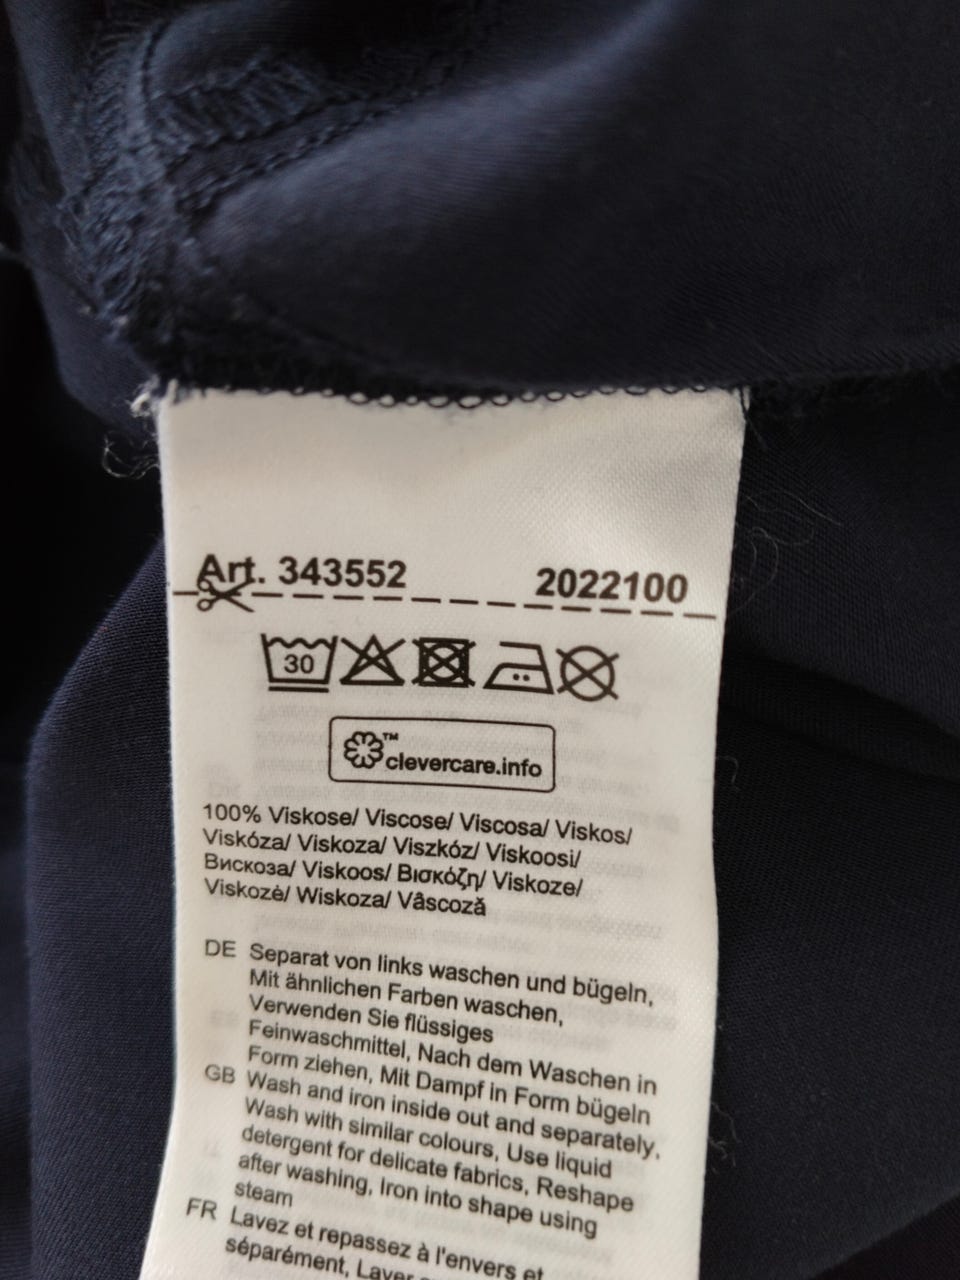 Art. 343552 2022100
30
™
clevercare.info
100% Viskose/ Viscose/ Viscosa/ Viskos/
Viskóza/ Viskoza/ Viszkóz/ Viskoosi/
Вискоза/ Viskoos/ Βισκόζη/ Viskoze/
Viskozė/ Wiskoza/ Vâscoză
DE Separat von links waschen und bügeln,
Mit ähnlichen Farben waschen,
Verwenden Sie flüssiges
Feinwaschmittel, Nach dem Waschen in
Form ziehen, Mit Dampf in Form bügeln
GB Wash and iron inside out and separately,
Wash with similar colours, Use liquid
detergent for delicate fabrics, Reshape
after washing, Iron into shape using
steam
FR Lavez et repassez à l'envers et
séparément, Laver